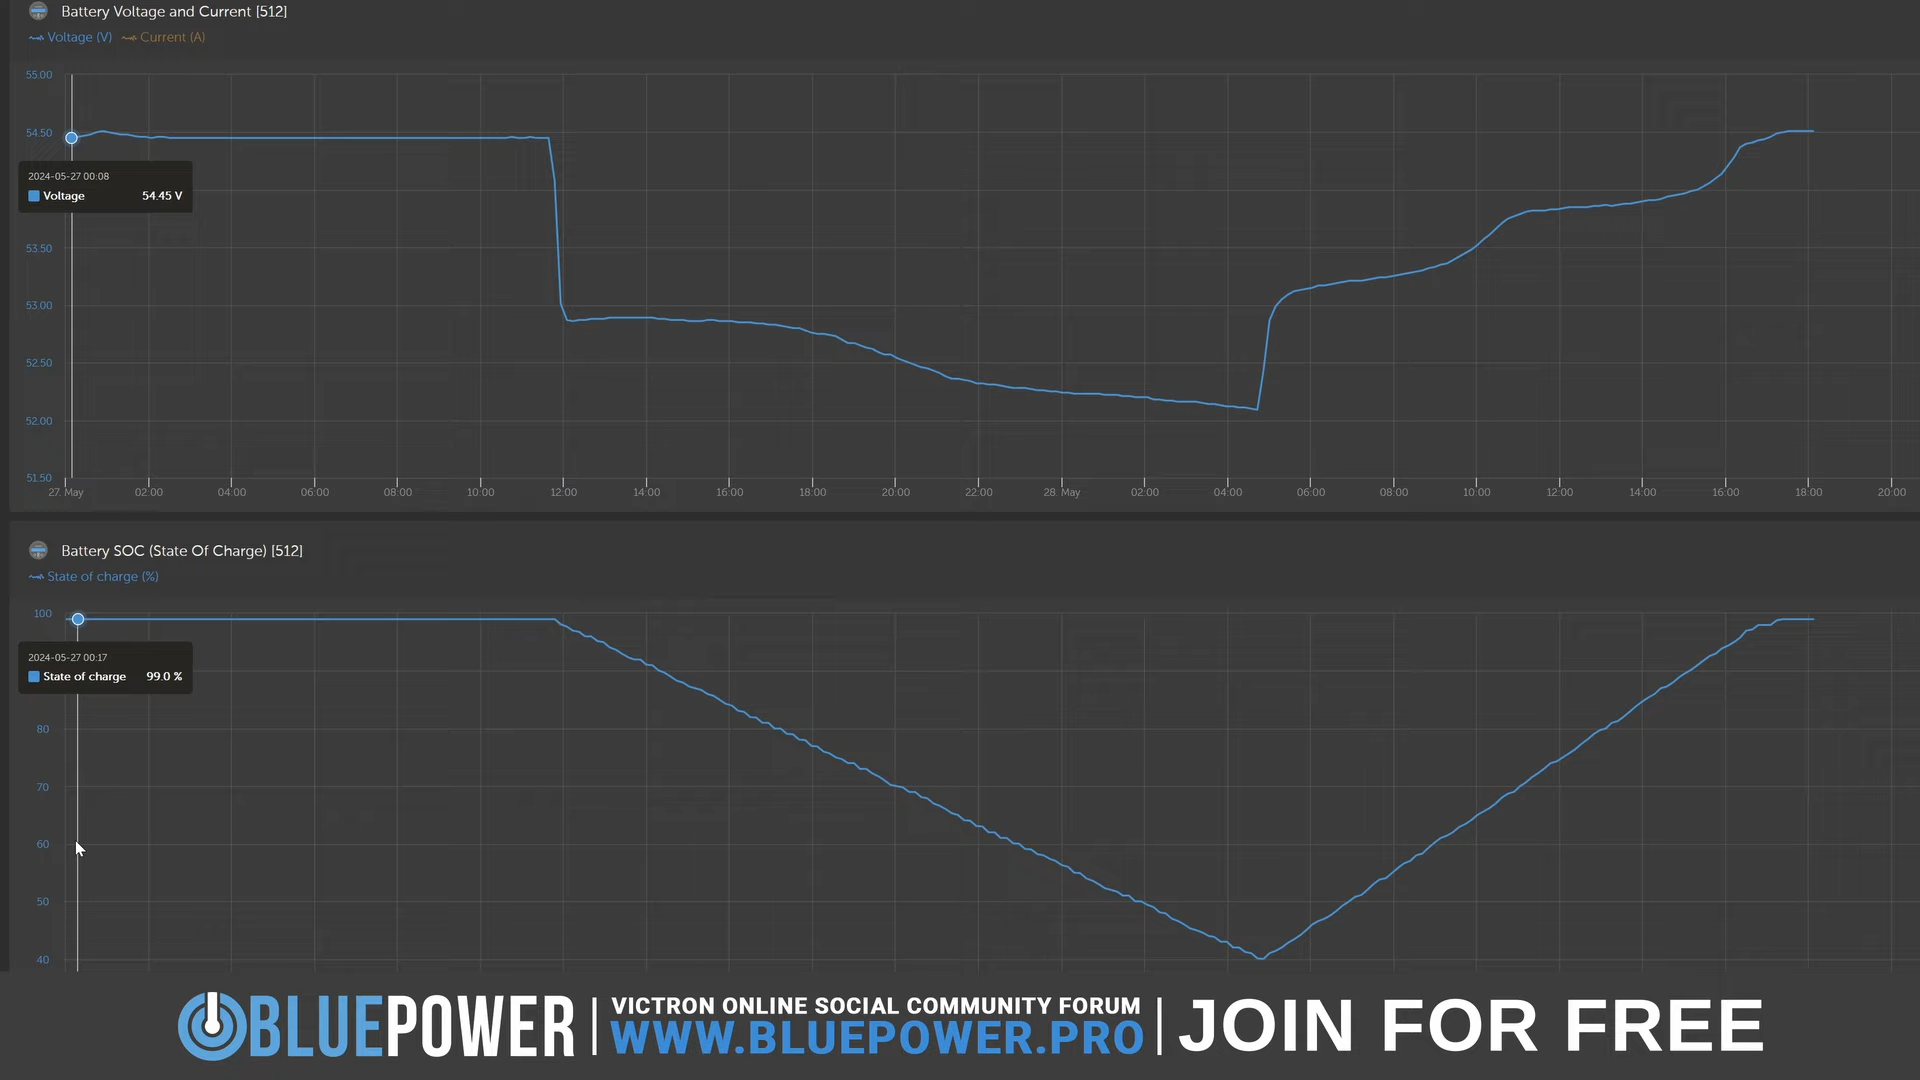 Battery Voltage and Current [512]
Voltage (V) Current (A)
55.00
54.50
2024-05-27 00:08
Voltage 54.45 V
53.50
53.00
52.50
52.00
51.50
27. May 02:00 04:00 06:00 08:00 10:00 12:00 14:00 16:00 18:00 20:00 22:00 28. May 02:00 04:00 06:00 08:00 10:00 12:00 14:00 16:00 18:00 20:00
Battery SOC (State Of Charge) [512]
State of charge (%)
100
2024-05-27 00:17
State of charge 99.0 %
80
70
60
50
40
BLUEPOWER
VICTRON ONLINE SOCIAL COMMUNITY FORUM
WWW.BLUEPOWER.PRO
JOIN FOR FREE